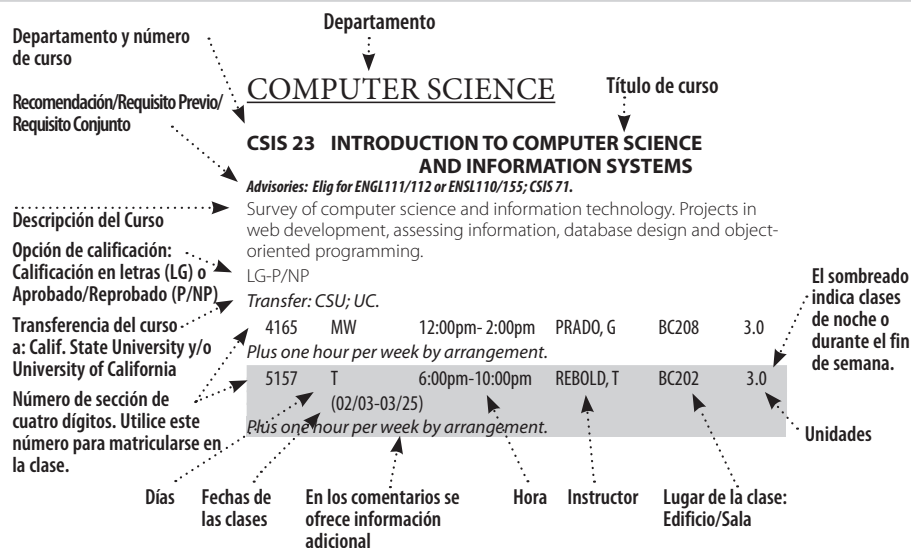 Departamento
Departamento y número
de curso
COMPUTER SCIENCE
Título de curso
Recomendación/Requisito Previo/
Requisito Conjunto
CSIS 23 INTRODUCTION TO COMPUTER SCIENCE
AND INFORMATION SYSTEMS
Advisories: Elig for ENGL111/112 or ENSL110/155; CSIS 71.
Descripción del Curso
Survey of computer science and information technology. Projects in
web development, assessing information, database design and object-
oriented programming.
Opción de calificación:
Calificación en letras (LG) o
Aprobado/Reprobado (P/NP)
LG-P/NP
Transfer: CSU; UC.
Transferencia del curso
a: Calif. State University y/o
University of California
4165 MW 12:00pm- 2:00pm PRADO, G BC208 3.0
Plus one hour per week by arrangement.
El sombreado
indica clases
de noche o
durante el fin
de semana.
Número de sección de
cuatro dígitos. Utilice este
número para matricularse en
la clase.
5157 T 6:00pm-10:00pm REBOLD, T BC202 3.0
(02/03-03/25)
Plus one hour per week by arrangement.
Unidades
Días
Fechas de
las clases
En los comentarios se
ofrece información
adicional
Hora
Instructor
Lugar de la clase:
Edificio/Sala